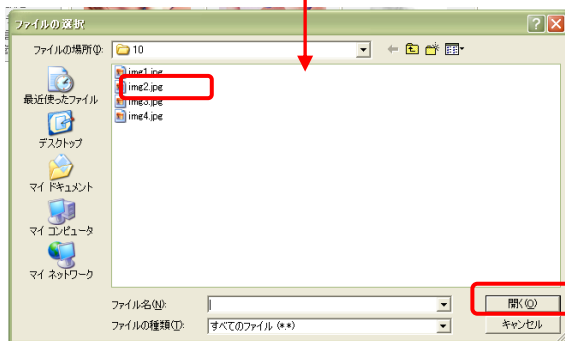 ファイルの選択
ファイルの場所(I):
10
img1.jpg
img2.jpg
img3.jpg
img4.jpg
最近使ったファイル
デスクトップ
マイ ドキュメント
マイ コンピュータ
マイ ネットワーク
ファイル名(N):
開く(O)
ファイルの種類(T):
すべてのファイル (*.*)
キャンセル